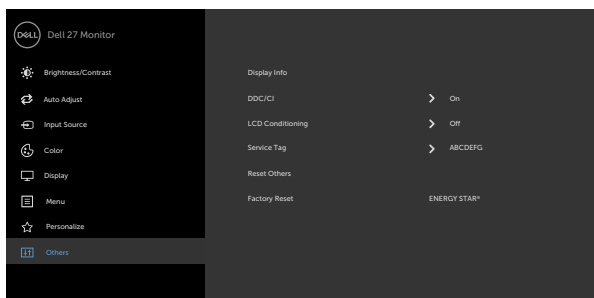 DELL Dell 27 Monitor
Brightness/Contrast
Auto Adjust
Input Source
Color
Display
Menu
Personalize
Others
Display Info
DDC/CI On
LCD Conditioning Off
Service Tag ABCDEFG
Reset Others
Factory Reset ENERGY STAR®